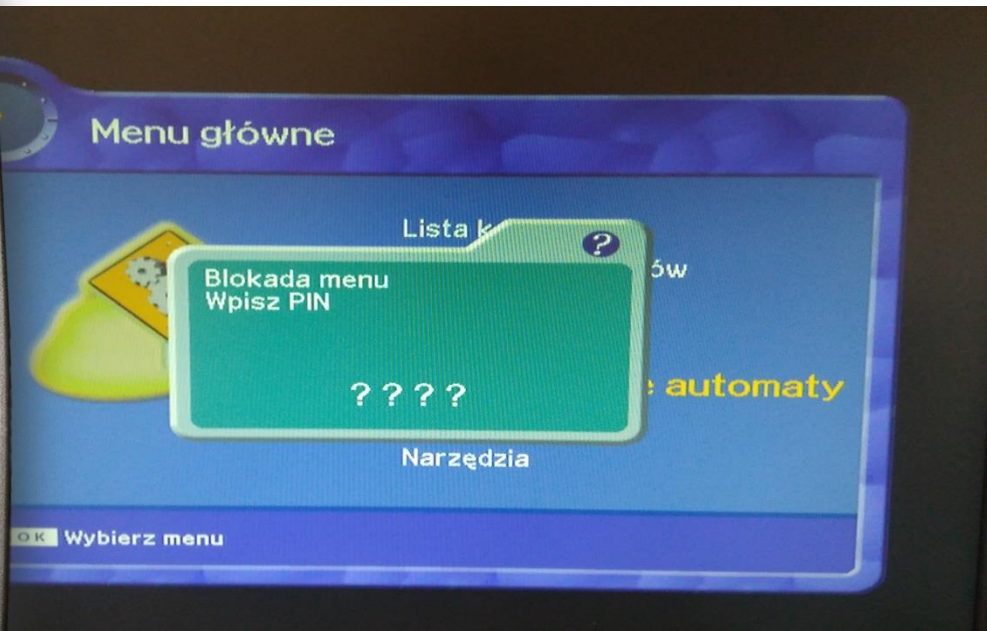 Menu główne
Lista k
ów
Blokada menu
Wpisz PIN
?
? ? ? ?
: automaty
Narzędzia
OK Wybierz menu